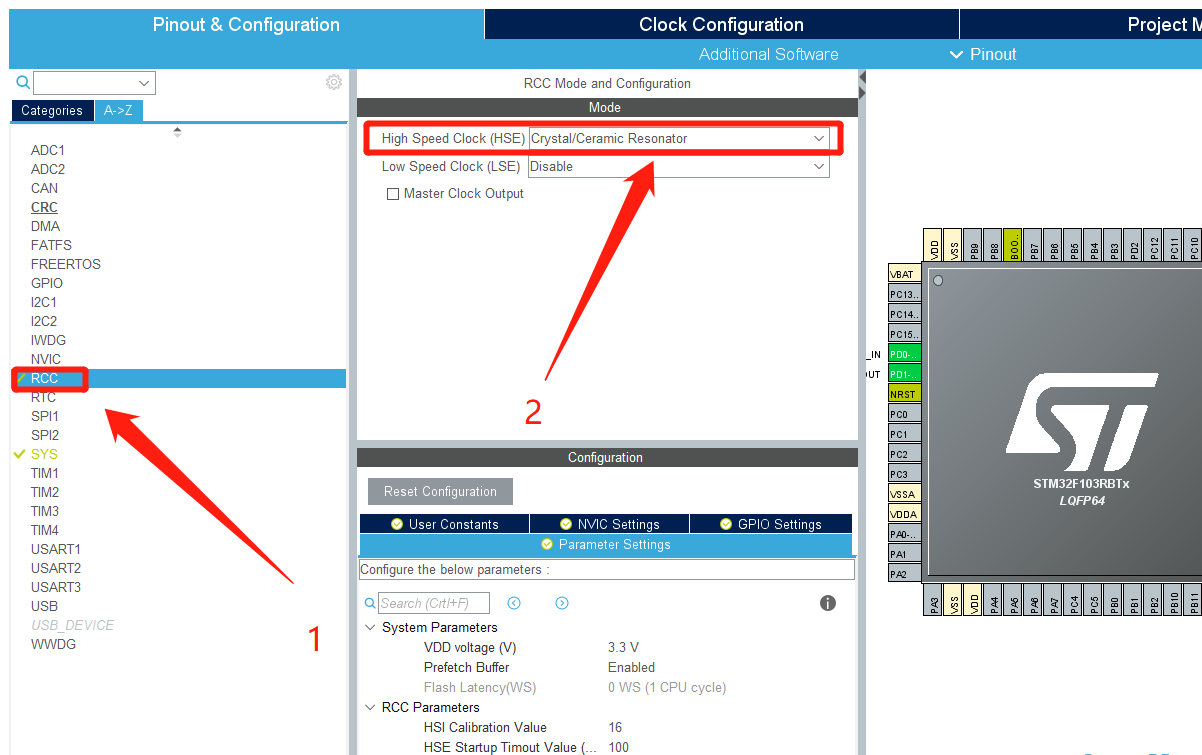 Pinout & Configuration
Clock Configuration
Project M
Additional Software
Pinout
Categories
A->Z
ADC1
ADC2
CAN
CRC
DMA
FATFS
FREERTOS
GPIO
I2C1
I2C2
IWDG
NVIC
RCC
RTC
SPI1
SPI2
SYS
TIM1
TIM2
TIM3
TIM4
USART1
USART2
USART3
USB
USB_DEVICE
WWDG
1
RCC Mode and Configuration
Mode
High Speed Clock (HSE) Crystal/Ceramic Resonator
Low Speed Clock (LSE) Disable
Master Clock Output
2
Configuration
Reset Configuration
User Constants
NVIC Settings
GPIO Settings
Parameter Settings
Configure the below parameters :
Search (Crtl+F)
System Parameters
VDD voltage (V) 3.3 V
Prefetch Buffer Enabled
Flash Latency(WS) 0 WS (1 CPU cycle)
RCC Parameters
HSI Calibration Value 16
HSE Startup Timout Value (... 100
VDD
VSS
PB9
PB8
BOO..
PB7
PB6
PB5
PB4
PB3
PD2
PC12
PC11
PC10
VBAT
PC13..
PC14..
PC15..
_IN PD0-..
PD1-..
NRST
PC0
PC1
PC2
PC3
VSSA
VDDA
PA0-..
PA1
PA2
ST
STM32F103RBTx
LQFP64
PA3
VSS
VDD
PA4
PA5
PA6
PA7
PC4
PC5
PB0
PB1
PB2
PB10
PB11